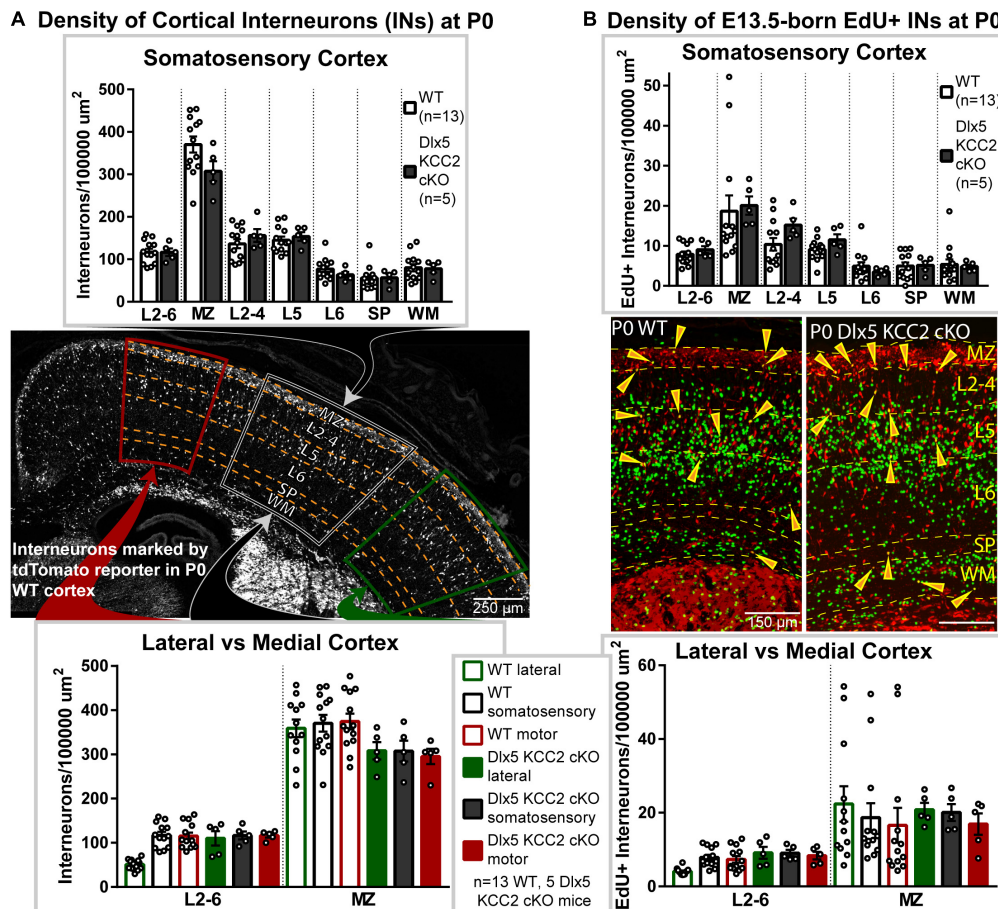 A Density of Cortical Interneurons (INs) at P0
Somatosensory Cortex
Interneurons/100000 um²
500
400
300
200
100
0
WT
(n=13)
Dlx5
KCC2
cKO
(n=5)
L2-6 MZ L2-4 L5 L6 SP WM
MZ
L2-4
L5
L6
SP
WM
Interneurons marked by
tdTomato reporter in P0
WT cortex
250 µm
Lateral vs Medial Cortex
Interneurons/100000 um²
500
400
300
200
100
0
L2-6 MZ
WT lateral
WT
somatosensory
WT motor
Dlx5 KCC2 cKO
lateral
Dlx5 KCC2 cKO
somatosensory
Dlx5 KCC2 cKO
motor
n=13 WT, 5 Dlx5
KCC2 cKO mice
B Density of E13.5-born EdU+ INs at P0
Somatosensory Cortex
EdU+ Interneurons/100000 um²
50
40
30
20
10
0
WT
(n=13)
Dlx5
KCC2
cKO
(n=5)
L2-6 MZ L2-4 L5 L6 SP WM
P0 WT
150 µm
P0 Dlx5 KCC2 cKO
MZ
L2-4
L5
L6
SP
WM
Lateral vs Medial Cortex
EdU+ Interneurons/100000 um²
60
40
20
0
L2-6 MZ